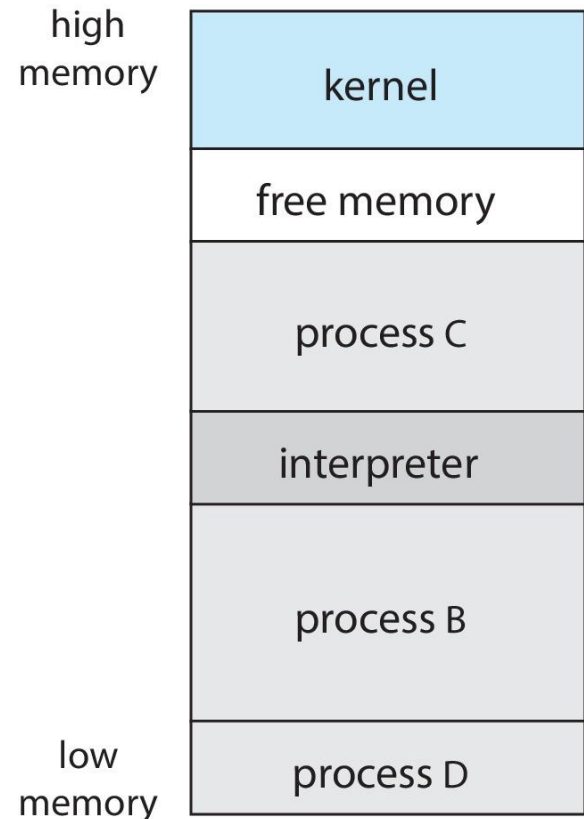 high
memory
kernel
free memory
process C
interpreter
process B
process D
low
memory